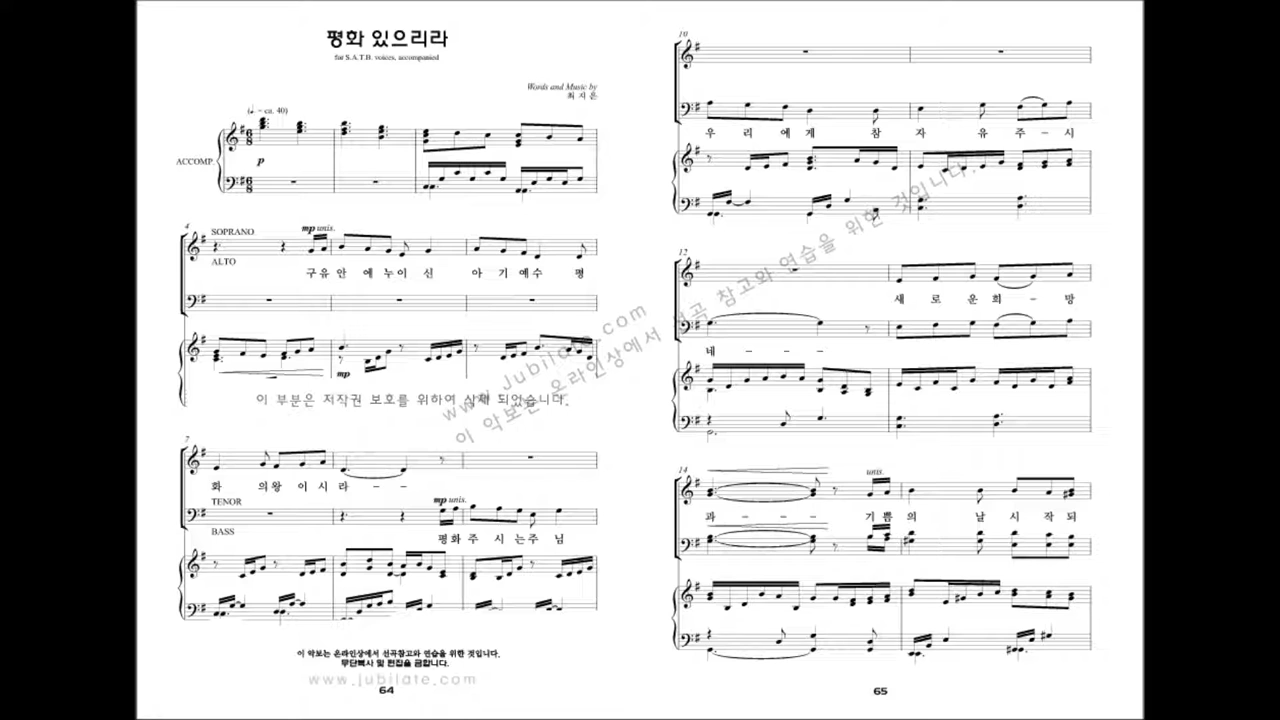 평화 있으리라
for S.A.T.B. voices, accompanied
Words and Music by
최 지 은
(♩. = ca. 40)
ACCOMP.
p
4
SOPRANO
mp unis.
ALTO
구유 안 에 누이 신 아 기 예수 평
mp
이 부분은 저작권 보호를 위하여 삭제 되었습니다.
7
화 의왕 이 시 라 - -
TENOR
mp unis.
BASS
평화 주 시 는주 님
이 악보는 온라인상에서 선곡참고와 연습을 위한 것입니다.
무단복사 및 편집을 금합니다.
www.jubilate.com
64
10
우 리 에게 참 자 유 주 - 시
12
새 로 운희 - 망
네 - - -
14
unis.
과 - - - 기 쁨 의 날 시 작 되
65
www.Jubilate.com
이 악보는 온라인상에서 선곡 참고와 연습을 위한 것입니다.